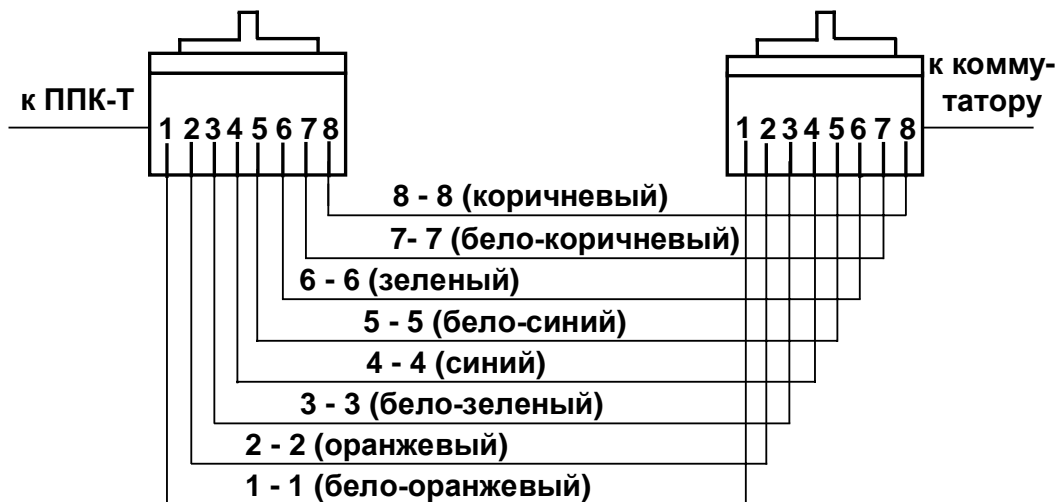 к ППК-Т
1 2 3 4 5 6 7 8
к комму-
татору
1 2 3 4 5 6 7 8
8 - 8 (коричневый)
7- 7 (бело-коричневый)
6 - 6 (зеленый)
5 - 5 (бело-синий)
4 - 4 (синий)
3 - 3 (бело-зеленый)
2 - 2 (оранжевый)
1 - 1 (бело-оранжевый)